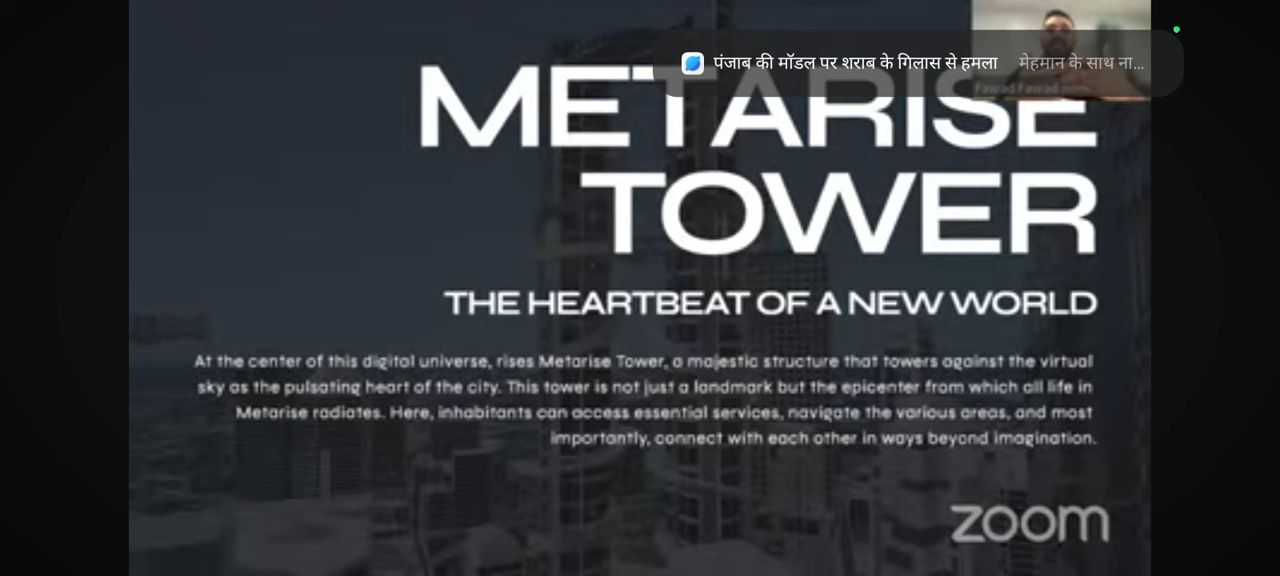 पंजाब की मॉडल पर शराब के गिलास से हमला मेहमान के साथ ना...
Fawad Fawad
METARISE
TOWER
THE HEARTBEAT OF A NEW WORLD
At the center of this digital universe, rises Metarise Tower, a majestic structure that towers against the virtual
sky as the pulsating heart of the city. This tower is not just a landmark but the epicenter from which all life in
Metarise radiates. Here, inhabitants can access essential services, navigate the various areas, and most
importantly, connect with each other in ways beyond imagination.
zoom